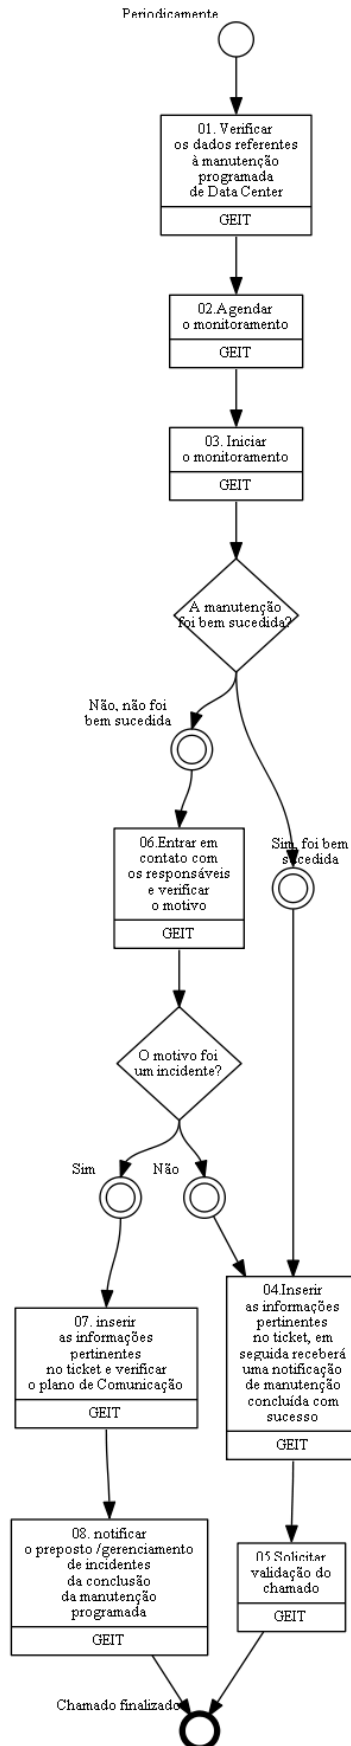 Periodicamente
01. Verificar
os dados referentes
à manutenção
programada
de Data Center
GEIT
02.Agendar
o monitoramento
GEIT
03. Iniciar
o monitoramento
GEIT
A manutenção
foi bem sucedida?
Não, não foi
bem sucedida
Sim, foi bem
sucedida
06.Entrar em
contato com
os responsáveis
e verificar
o motivo
GEIT
O motivo foi
um incidente?
Sim
Não
07. inserir
as informações
pertinentes
no ticket e verificar
o plano de Comunicação
GEIT
04.Inserir
as informações
pertinentes
no ticket, em
seguida receberá
uma notificação
de manutenção
concluída com
sucesso
GEIT
08. notificar
o preposto /gerenciamento
de incidentes
da conclusão
da manutenção
programada
GEIT
05.Solicitar
validação do
chamado
GEIT
Chamado finalizado